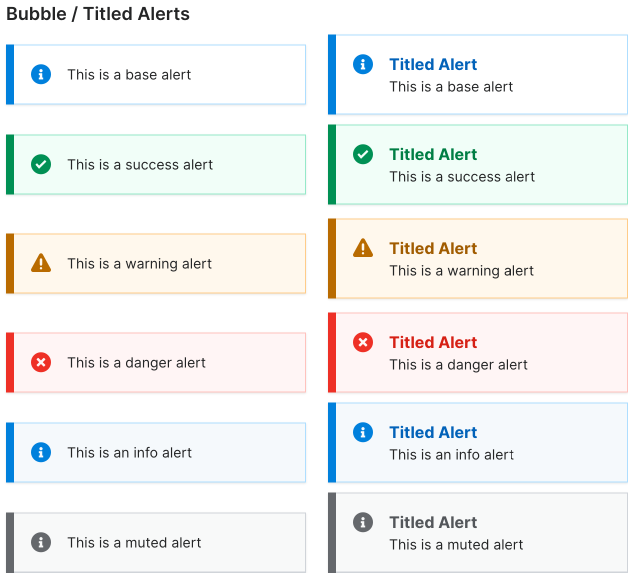 Bubble / Titled Alerts
This is a base alert
Titled Alert
This is a base alert
This is a success alert
Titled Alert
This is a success alert
This is a warning alert
Titled Alert
This is a warning alert
This is a danger alert
Titled Alert
This is a danger alert
This is an info alert
Titled Alert
This is an info alert
This is a muted alert
Titled Alert
This is a muted alert